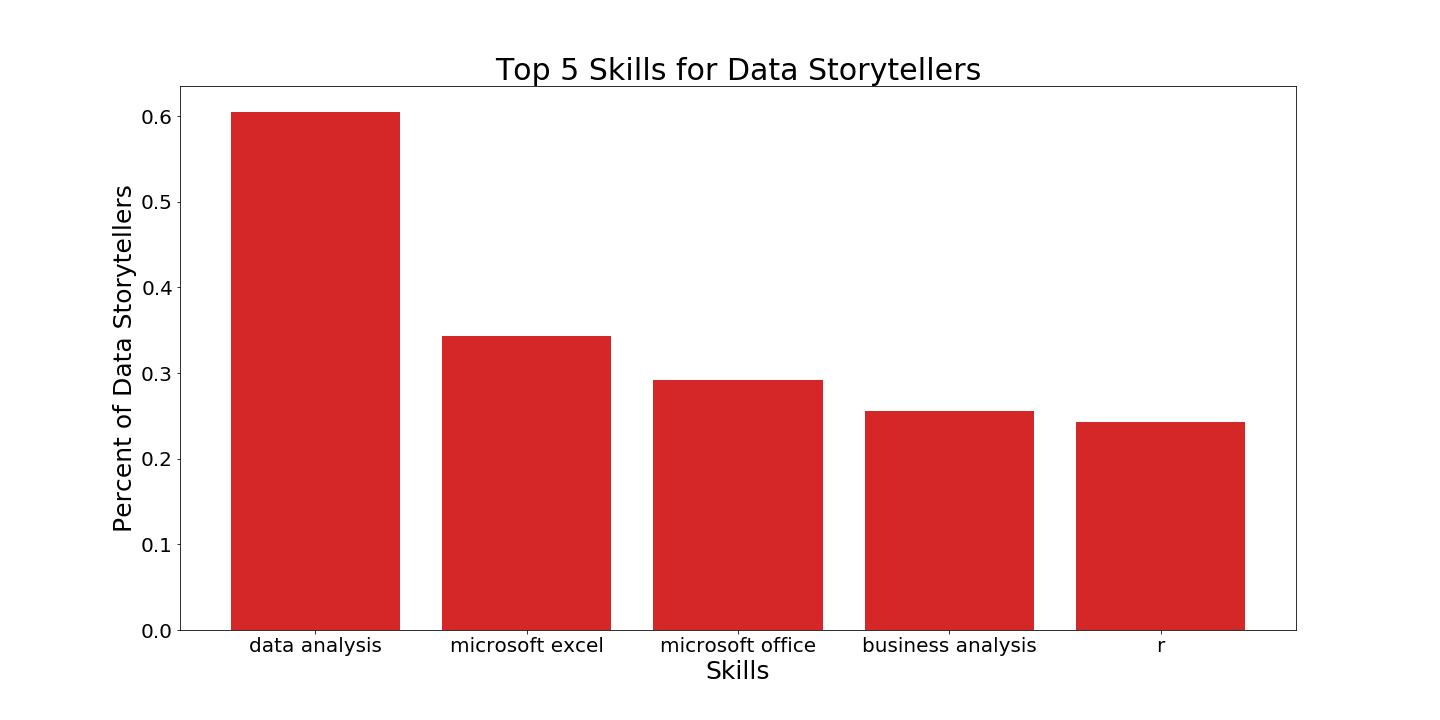 Top 5 Skills for Data Storytellers
Percent of Data Storytellers
0.6
0.5
0.4
0.3
0.2
0.1
0.0
data analysis
microsoft excel
microsoft office
business analysis
r
Skills